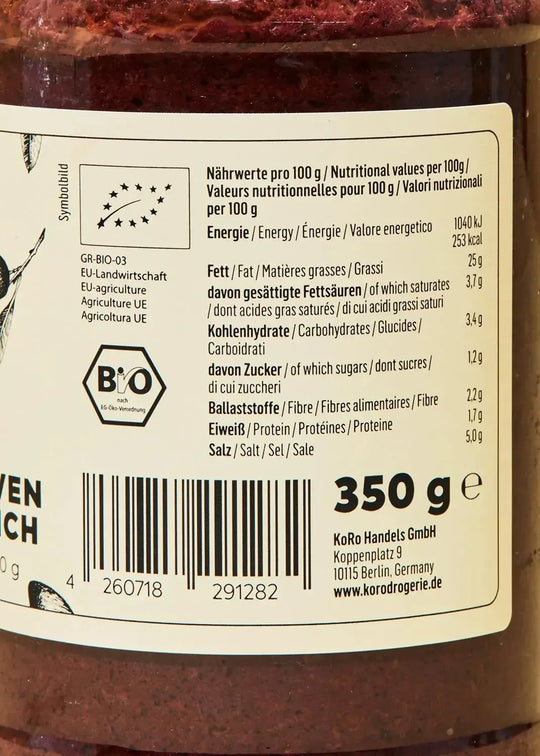 Symbolbild
GR-BIO-03
EU-Landwirtschaft
EU-agriculture
Agriculture UE
Agricoltura UE
BiO
nach
EG-Öko-Verordnung
Nährwerte pro 100 g / Nutritional values per 100g /
Valeurs nutritionnelles pour 100 g / Valori nutrizionali
per 100 g
Energie / Energy / Énergie / Valore energetico 1040 kJ
253 kcal
Fett / Fat / Matières grasses / Grassi 25 g
davon gesättigte Fettsäuren / of which saturates 3,7 g
/ dont acides gras saturés / di cui acidi grassi saturi
Kohlenhydrate / Carbohydrates / Glucides / 3,4 g
Carboidrati
davon Zucker / of which sugars / dont sucres / 1,2 g
di cui zuccheri
Ballaststoffe / Fibre / Fibres alimentaires / Fibre 2,2 g
Eiweiß / Protein / Protéines / Proteine 1,7 g
Salz / Salt / Sel / Sale 5,0 g
VEN
ICH
0 g
4 260718 291282
350 g ℮
KoRo Handels GmbH
Koppenplatz 9
10115 Berlin, Germany
www.korodrogerie.de